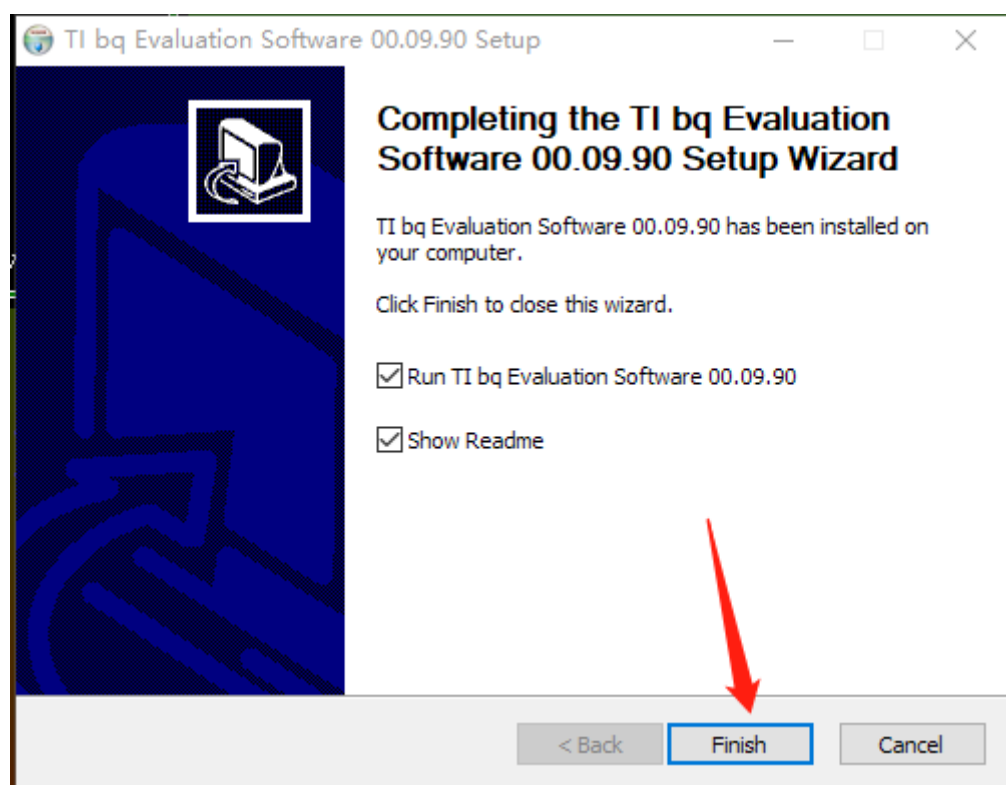 TI bq Evaluation Software 00.09.90 Setup
Completing the TI bq Evaluation
Software 00.09.90 Setup Wizard
TI bq Evaluation Software 00.09.90 has been installed on
your computer.
Click Finish to close this wizard.
Run TI bq Evaluation Software 00.09.90
Show Readme
< Back Finish Cancel